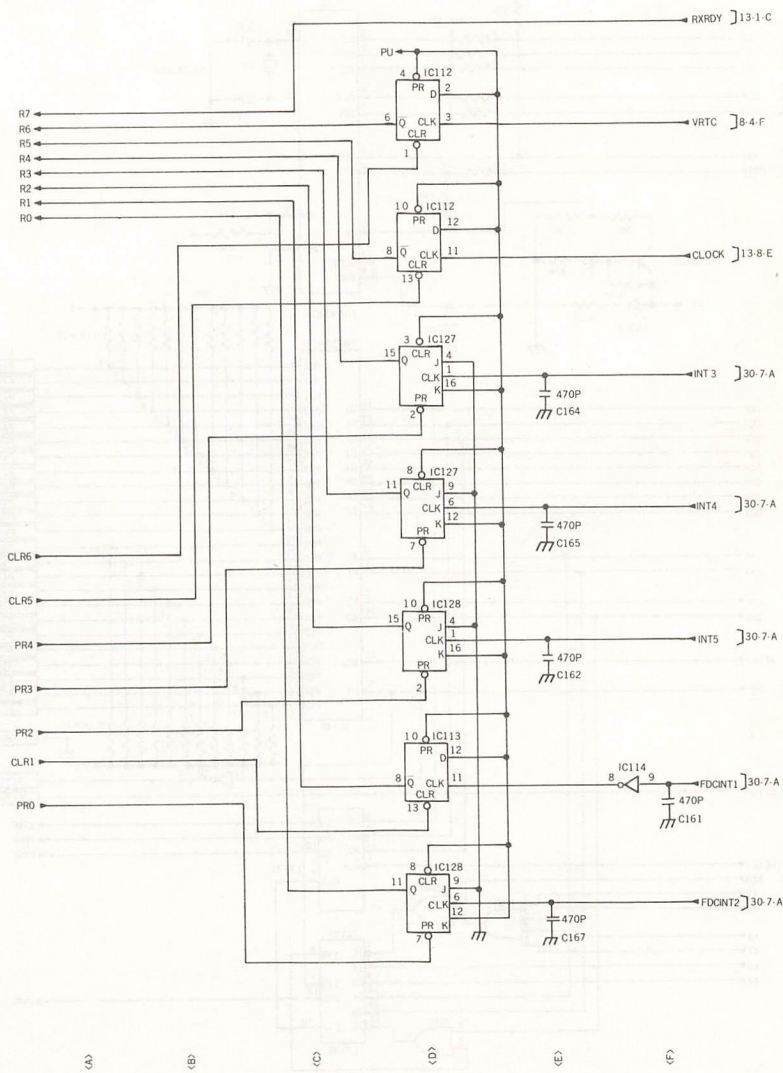 RXRDY ]13-1-C
PU
4 IC112
PR
D 2
R7
R6
6 Q̅ CLK 3
VRTC ]8-4-F
R5
CLR
R4
1
R3
R2
R1
R0
10 IC112
PR
D 12
8 Q̅ CLK 11
CLOCK ]13-8-E
CLR
13
3 IC127
CLR
15 Q J 4
CLK 1
INT 3 ]30-7-A
K 16
470P
PR
C164
2
8 IC127
CLR
11 Q J 9
CLK 6
INT4 ]30-7-A
K 12
470P
PR
C165
7
CLR6
CLR5
10 IC128
PR
15 Q J 4
CLK 1
INT5 ]30-7-A
PR4
K 16
470P
PR
C162
2
PR3
PR2
10 IC113
PR
D 12
CLR1
IC114
8 Q̅ CLK 11
8 9
FDCINT1 ]30-7-A
CLR
470P
13
C161
PR0
8 IC128
CLR
11 Q J 9
CLK 6
FDCINT2 ]30-7-A
PR K 12
470P
7
C167
<A> <B> <C> <D> <E> <F>